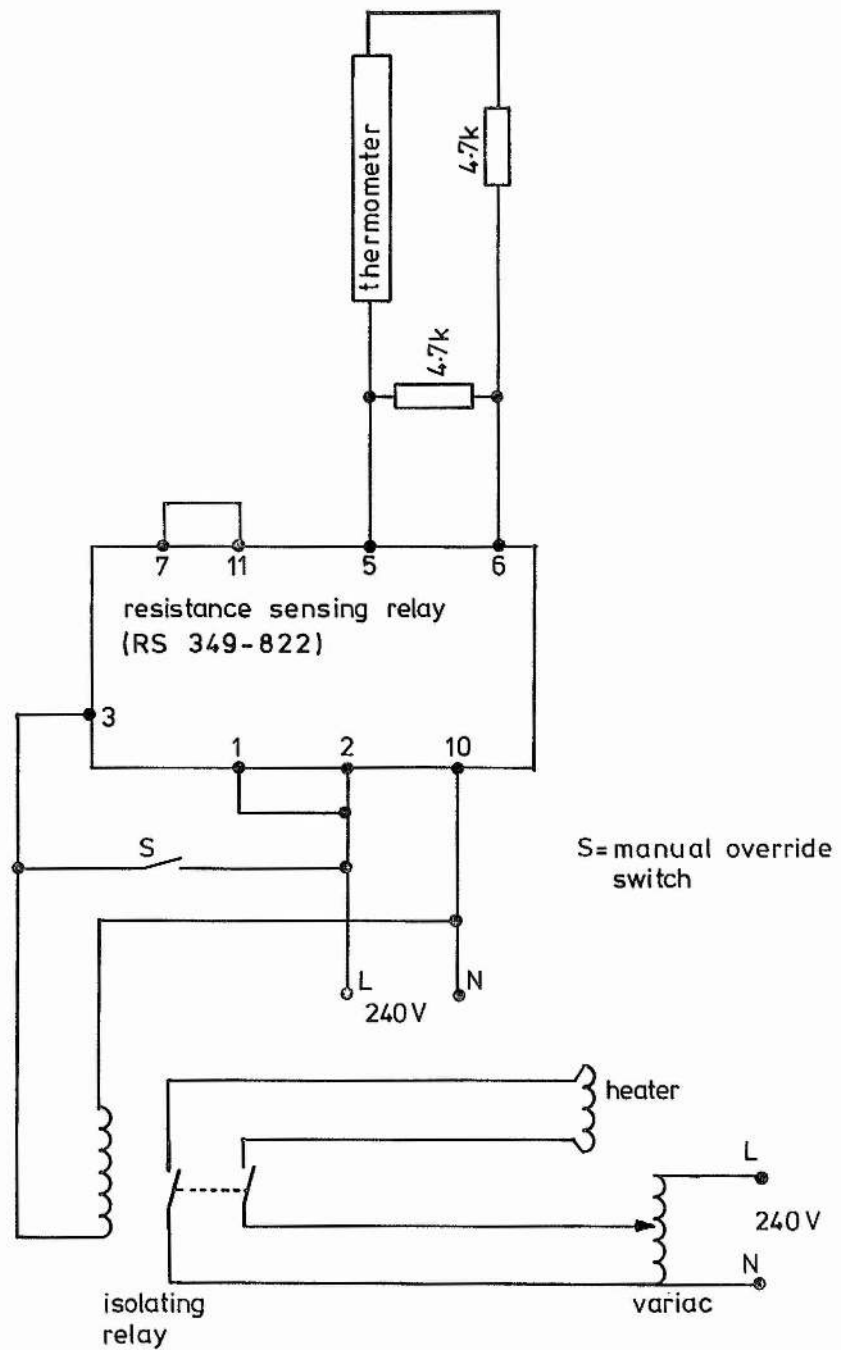 thermometer
4·7k
4·7k
7
11
5
6
resistance sensing relay
(RS 349-822)
3
1
2
10
S
S=manual override
switch
L
N
240V
heater
L
240V
N
isolating
relay
variac